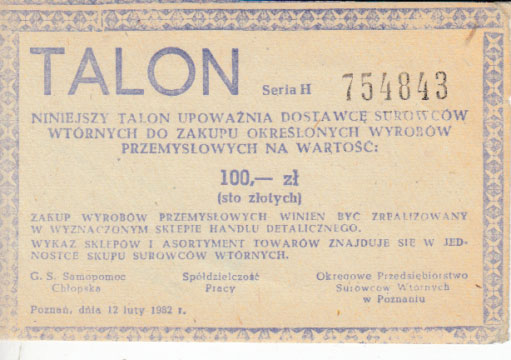 TALON Seria H 754843
NINIEJSZY TALON UPOWAŻNIA DOSTAWCĘ SUROWCÓW
WTÓRNYCH DO ZAKUPU OKREŚLONYCH WYROBÓW
PRZEMYSŁOWYCH NA WARTOŚĆ:
100,— zł
(sto złotych)
ZAKUP WYROBÓW PRZEMYSŁOWYCH WINIEN BYĆ ZREALIZOWANY
W WYZNACZONYM SKLEPIE HANDLU DETALICZNEGO.
WYKAZ SKLEPÓW I ASORTYMENT TOWARÓW ZNAJDUJE SIĘ W JED-
NOSTCE SKUPU SUROWCÓW WTÓRNYCH.
G. S. Samopomoc Spółdzielczość Okręgowe Przedsiębiorstwo
Chłopska Pracy Surowców Wtórnych
w Poznaniu
Poznań, dnia 12 luty 1982 r.